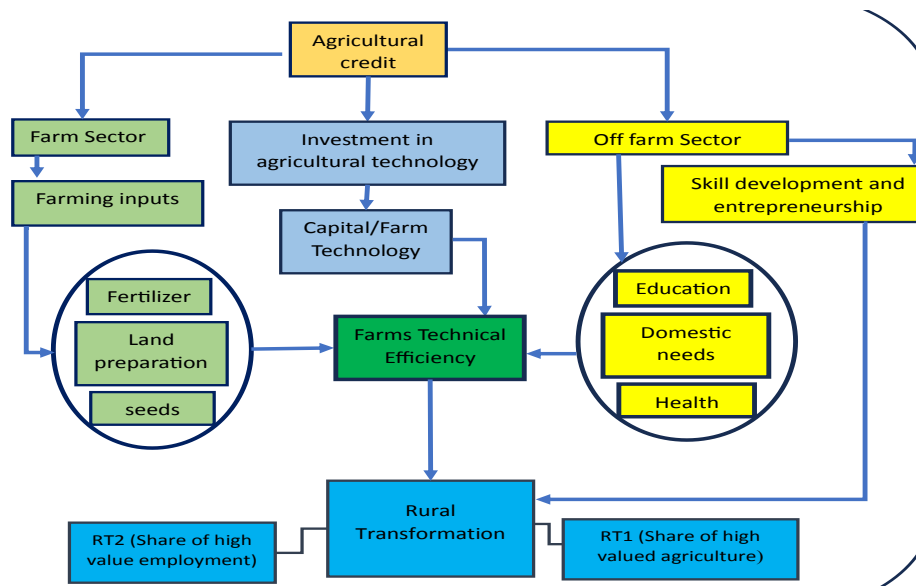 Agricultural
credit
Farm Sector
Investment in
agricultural technology
Off farm Sector
Farming inputs
Capital/Farm
Technology
Skill development and
entrepreneurship
Fertilizer
Land
preparation
seeds
Farms Technical
Efficiency
Education
Domestic
needs
Health
Rural
Transformation
RT2 (Share of high
value employment)
RT1 (Share of high
valued agriculture)